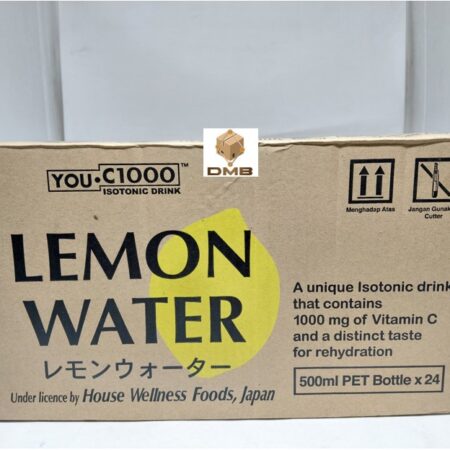 DMB
YOU•C1000™
ISOTONIC DRINK
Menghadap Atas
Jangan Gunak
Cutter
LEMON
WATER
レモンウォーター
Under licence by House Wellness Foods, Japan
A unique Isotonic drink
that contains
1000 mg of Vitamin C
and a distinct taste
for rehydration
500ml PET Bottle x 24